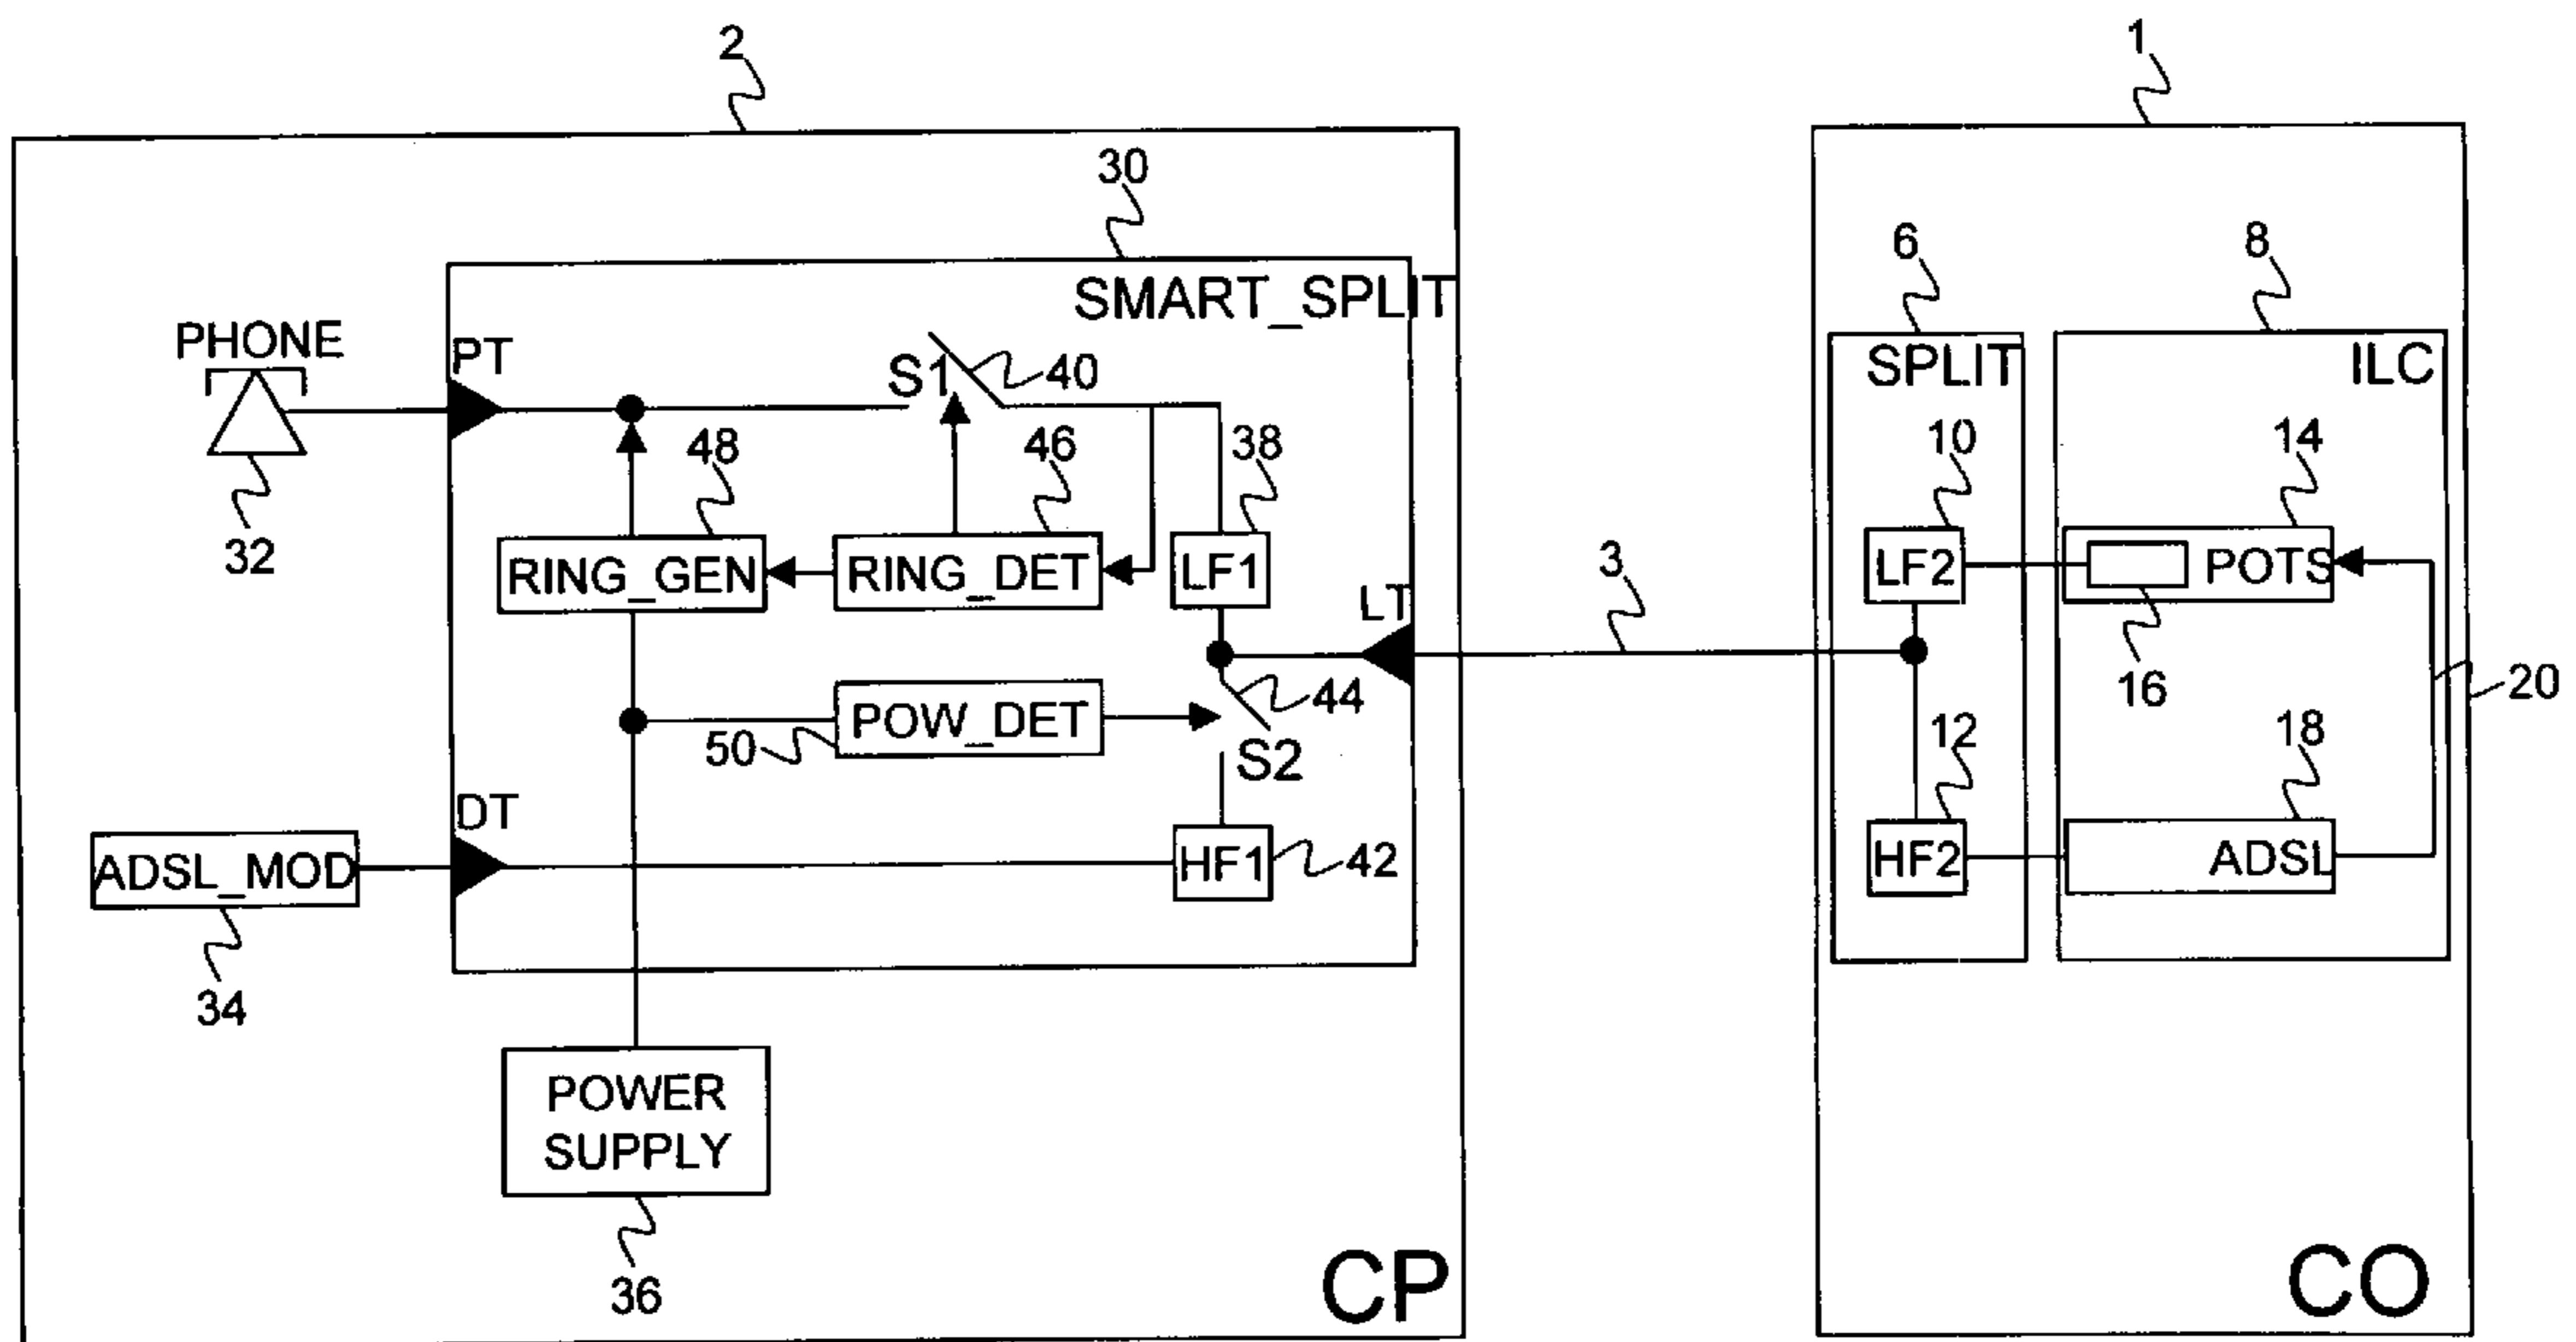 2
1
30
SMART_SPLIT
6
8
PHONE
PT
S1
40
SPLIT
ILC
48
46
38
10
14
32
RING_GEN
RING_DET
LF1
LT
3
LF2
POTS
16
20
50
POW_DET
44
S2
12
18
DT
ADSL_MOD
HF1
42
HF2
ADSL
34
POWER
SUPPLY
36
CP
CO